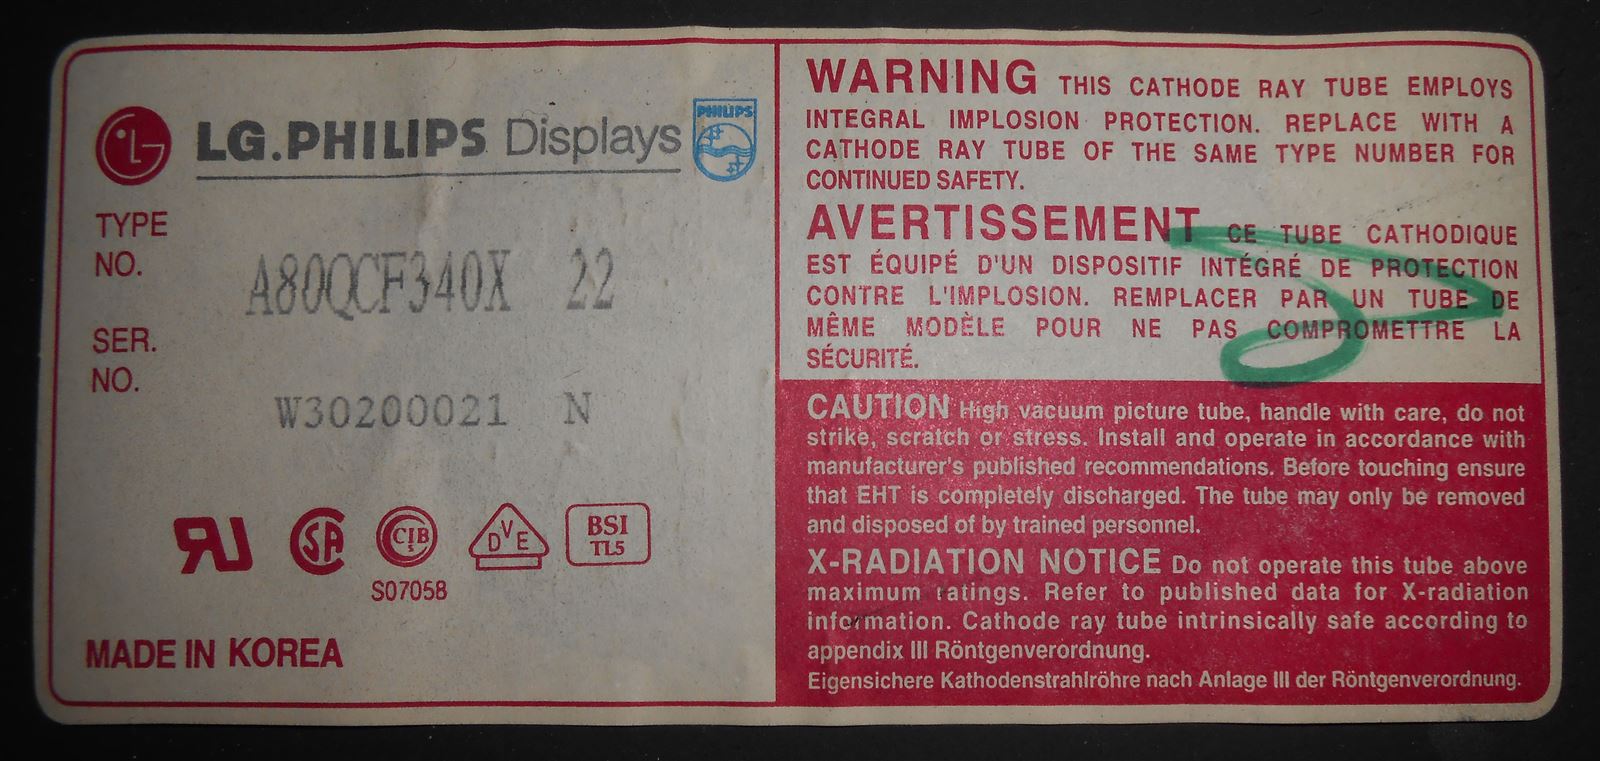 LG.PHILIPS Displays
PHILIPS
TYPE
NO.
A80QCF340X 22
SER.
NO.
W30200021 N
UR
SA
CIB
S
S07058
DVE
BSI
TL5
MADE IN KOREA
WARNING THIS CATHODE RAY TUBE EMPLOYS
INTEGRAL IMPLOSION PROTECTION. REPLACE WITH A
CATHODE RAY TUBE OF THE SAME TYPE NUMBER FOR
CONTINUED SAFETY.
AVERTISSEMENT CE TUBE CATHODIQUE
EST ÉQUIPÉ D'UN DISPOSITIF INTÉGRÉ DE PROTECTION
CONTRE L'IMPLOSION. REMPLACER PAR UN TUBE DE
MÊME MODÈLE POUR NE PAS COMPROMETTRE LA
SÉCURITÉ.
CAUTION High vacuum picture tube, handle with care, do not
strike, scratch or stress. Install and operate in accordance with
manufacturer's published recommendations. Before touching ensure
that EHT is completely discharged. The tube may only be removed
and disposed of by trained personnel.
X-RADIATION NOTICE Do not operate this tube above
maximum ratings. Refer to published data for X-radiation
information. Cathode ray tube intrinsically safe according to
appendix III Röntgenverordnung.
Eigensichere Kathodenstrahlröhre nach Anlage III der Röntgenverordnung.